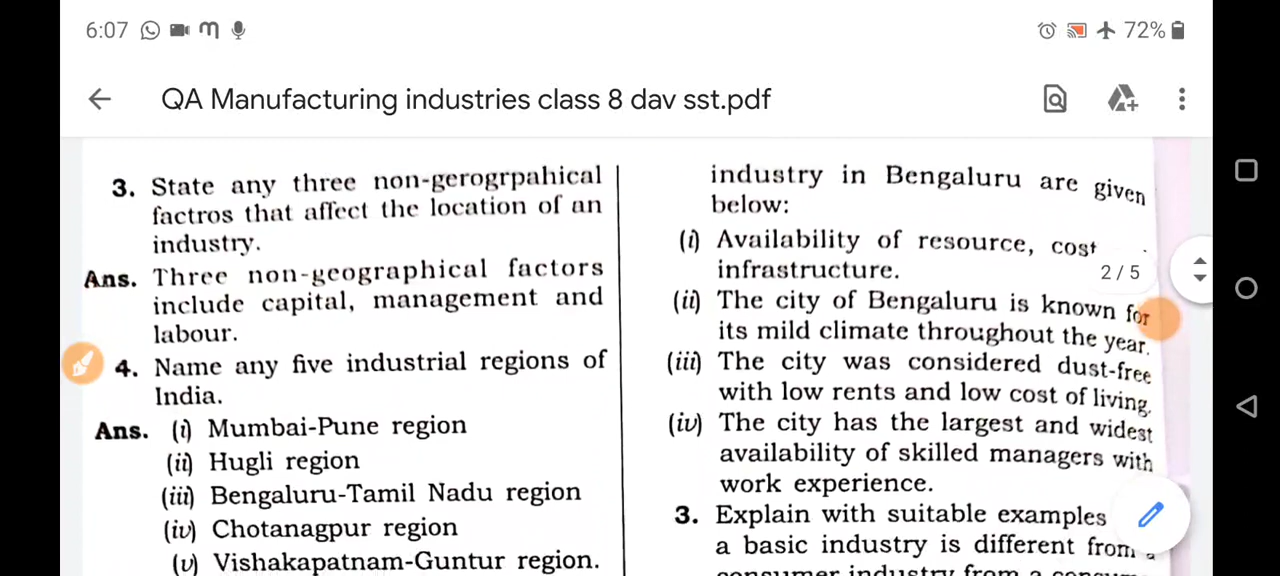 6:07
72%
QA Manufacturing industries class 8 dav sst.pdf
3. State any three non-gerogrpahical
factros that affect the location of an
industry.
Ans. Three non-geographical factors
include capital, management and
labour.
4. Name any five industrial regions of
India.
Ans. (i) Mumbai-Pune region
(ii) Hugli region
(iii) Bengaluru-Tamil Nadu region
(iv) Chotanagpur region
(v) Vishakapatnam-Guntur region.
industry in Bengaluru are given
below:
(i) Availability of resource, cost
infrastructure.
2 / 5
(ii) The city of Bengaluru is known for
its mild climate throughout the year.
(iii) The city was considered dust-free
with low rents and low cost of living.
(iv) The city has the largest and widest
availability of skilled managers with
work experience.
3. Explain with suitable examples
a basic industry is different from
consumer industry from a